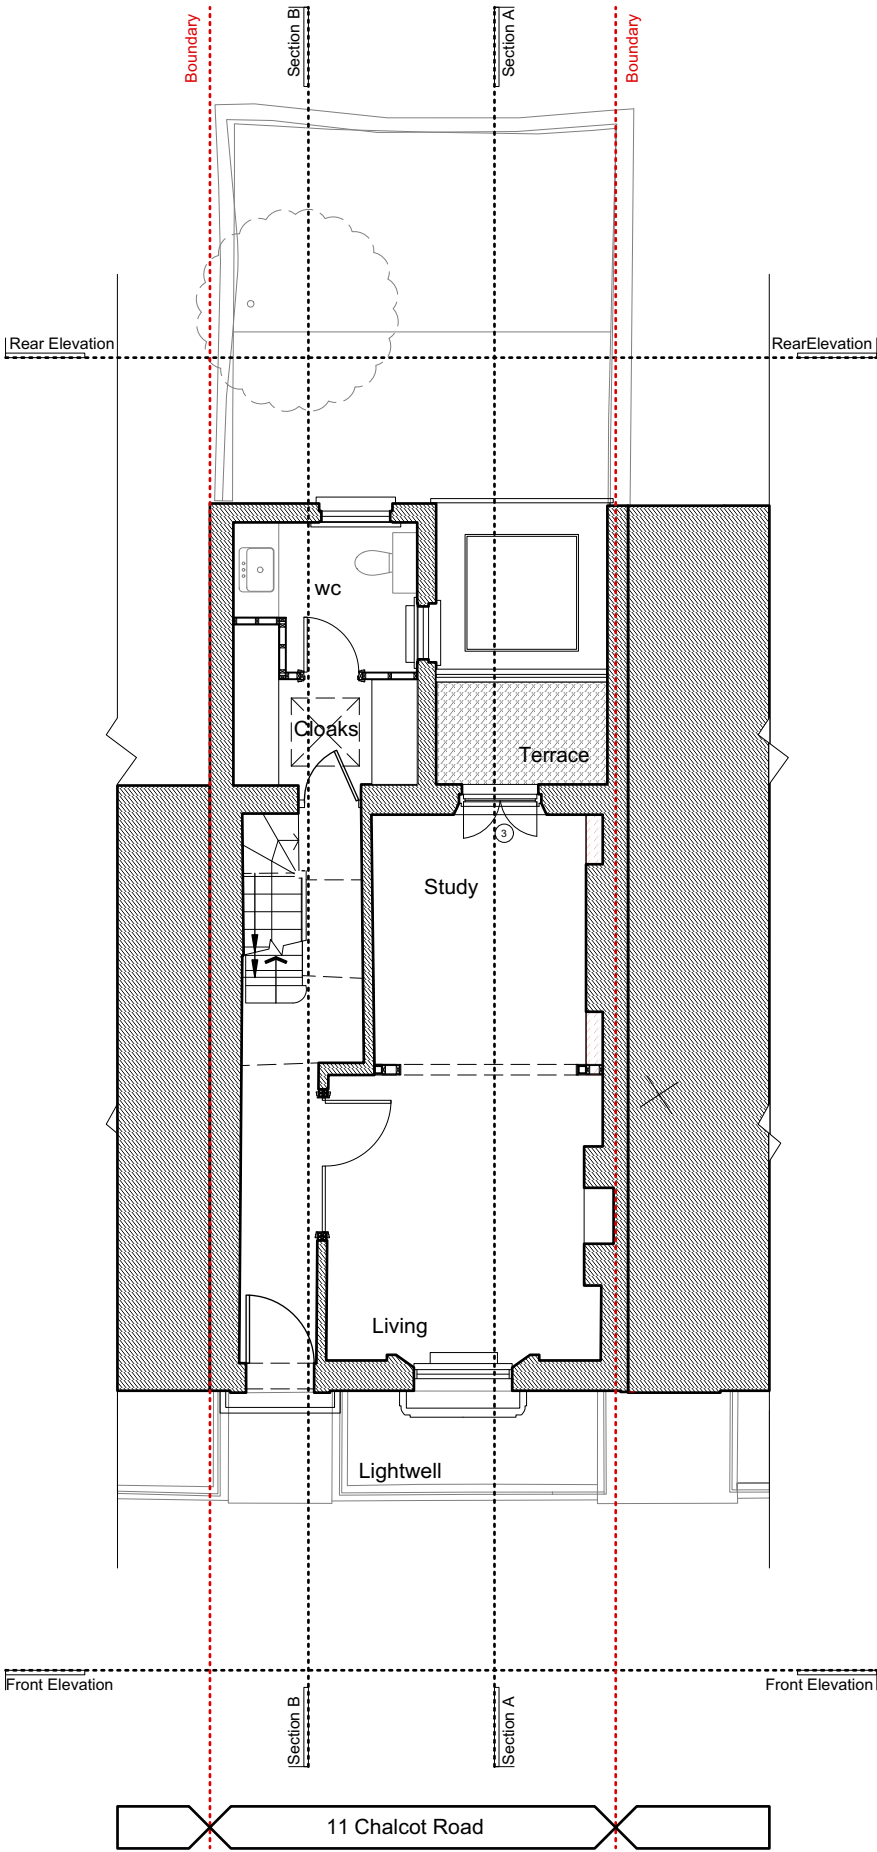 Boundary
Section B
Section A
Boundary
Rear Elevation
RearElevation
wc
Cloaks
Terrace
3
Study
Living
Lightwell
Front Elevation
Front Elevation
Section B
Section A
11 Chalcot Road